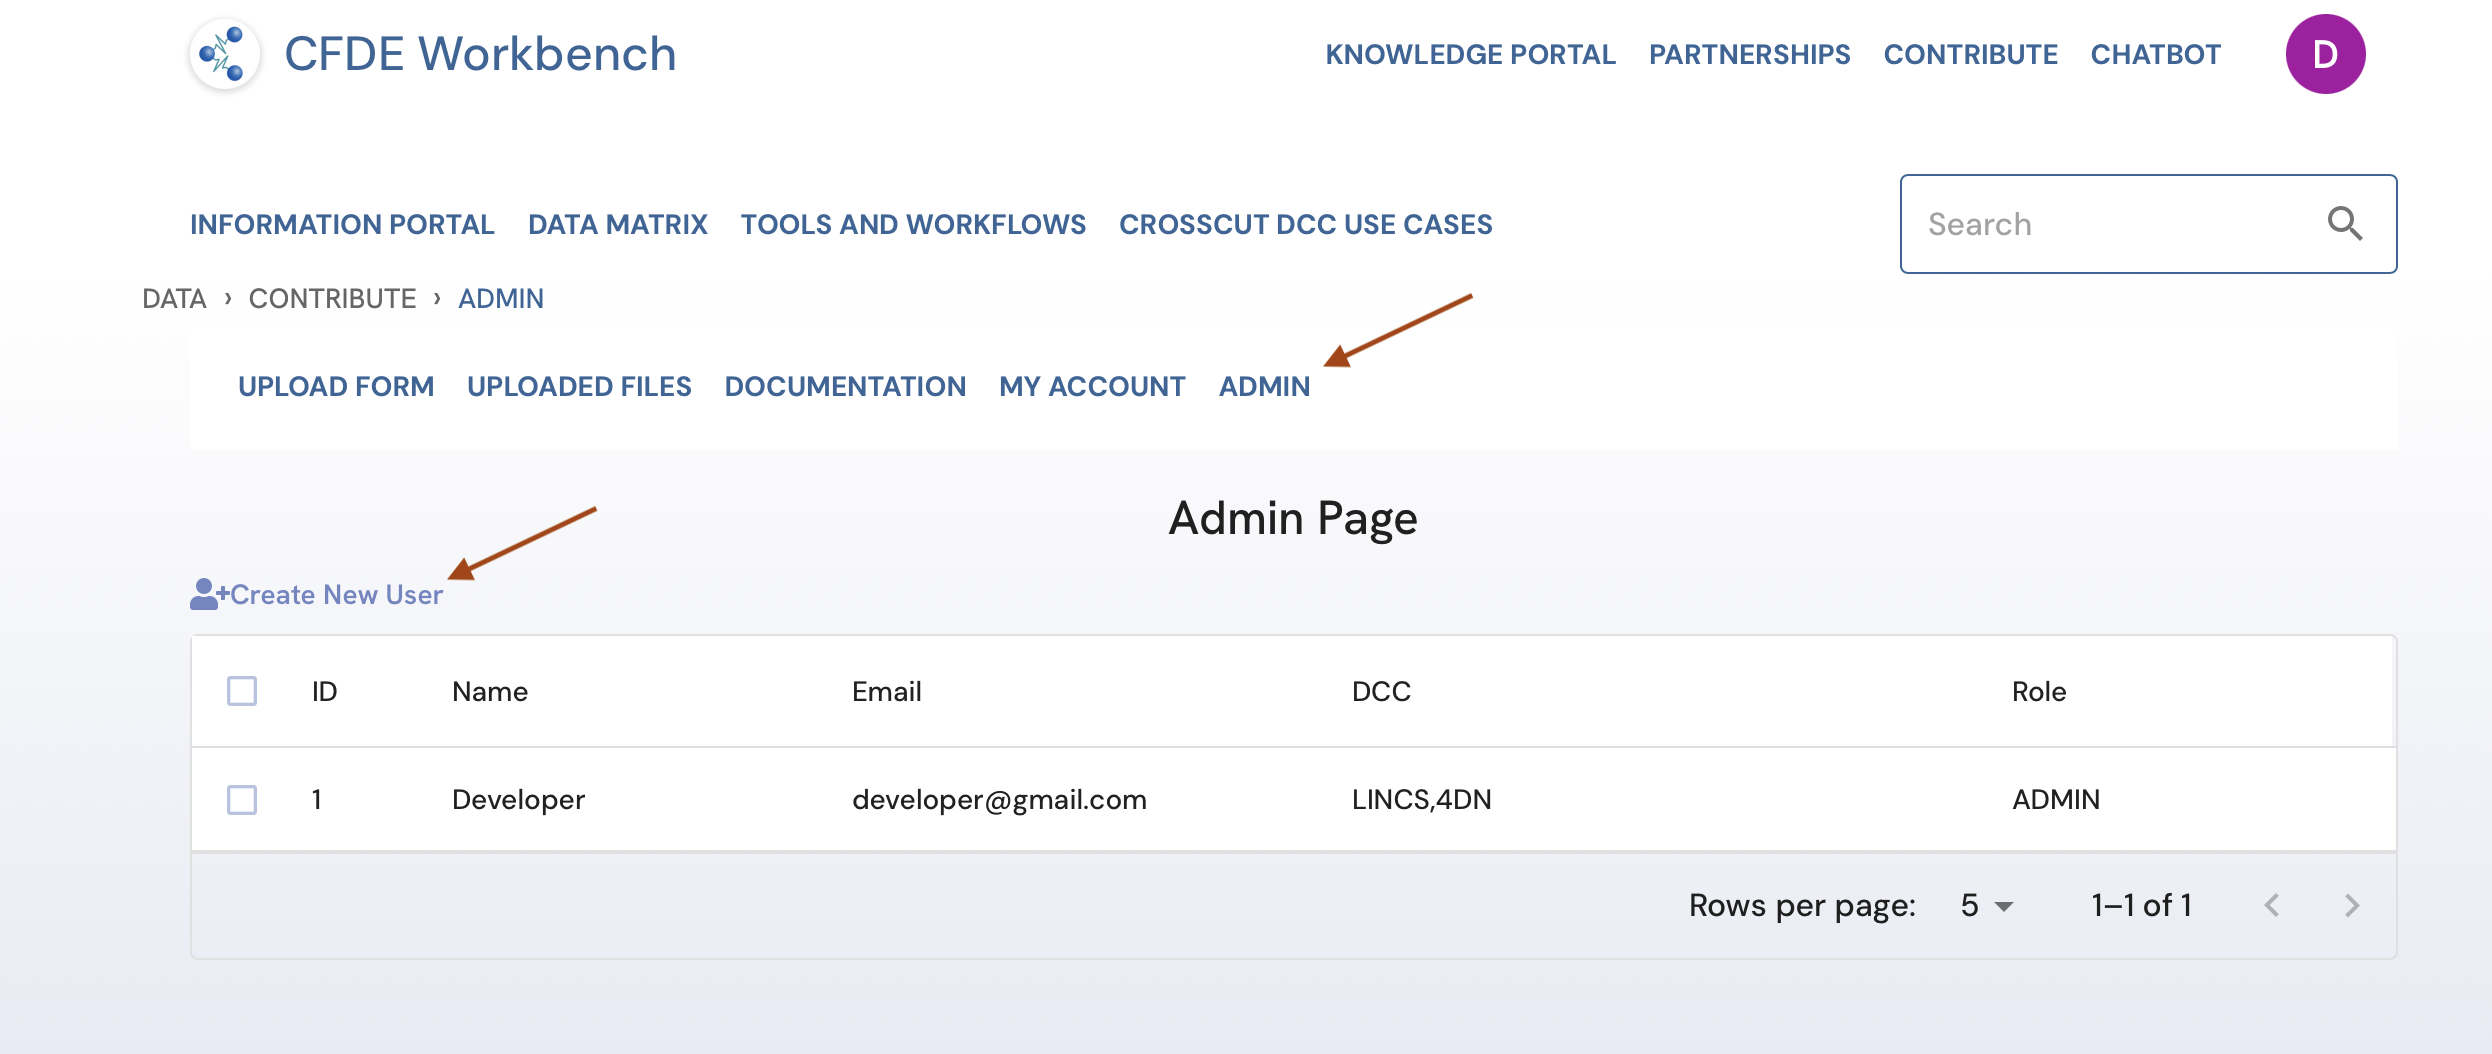 CFDE Workbench
KNOWLEDGE PORTAL PARTNERSHIPS CONTRIBUTE CHATBOT D
INFORMATION PORTAL DATA MATRIX TOOLS AND WORKFLOWS CROSSCUT DCC USE CASES Search
DATA › CONTRIBUTE › ADMIN
UPLOAD FORM UPLOADED FILES DOCUMENTATION MY ACCOUNT ADMIN
Admin Page
Create New User
ID Name Email DCC Role
1 Developer developer@gmail.com LINCS,4DN ADMIN
Rows per page: 5 1–1 of 1